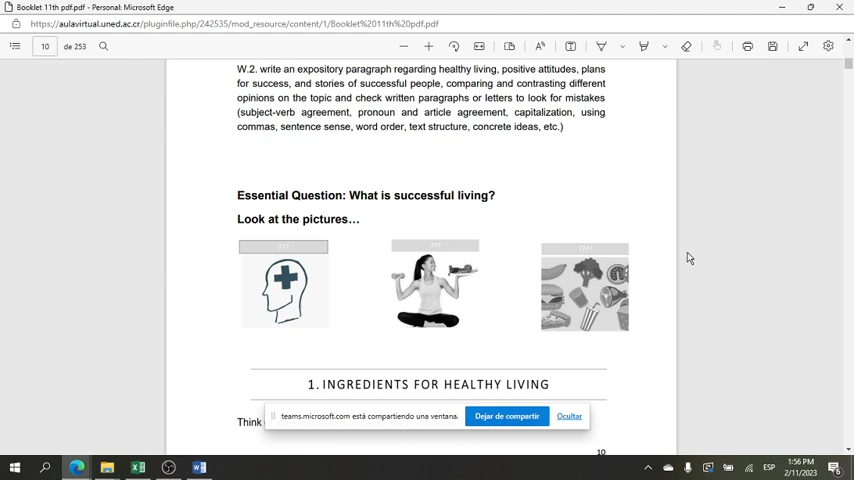 Booklet 11th pdf.pdf - Personal: Microsoft Edge
https://aulavirtual.uned.ac.cr/pluginfile.php/242535/mod_resource/content/1/Booklet%2011th%20pdf.pdf
10 de 253
W.2. write an expository paragraph regarding healthy living, positive attitudes, plans
for success, and stories of successful people, comparing and contrasting different
opinions on the topic and check written paragraphs or letters to look for mistakes
(subject-verb agreement, pronoun and article agreement, capitalization, using
commas, sentence sense, word order, text structure, concrete ideas, etc.)
Essential Question: What is successful living?
Look at the pictures…
??? ??? ????
1. INGREDIENTS FOR HEALTHY LIVING
teams.microsoft.com está compartiendo una ventana. Dejar de compartir Ocultar
Think
10
ESP
1:56 PM
2/11/2023
6